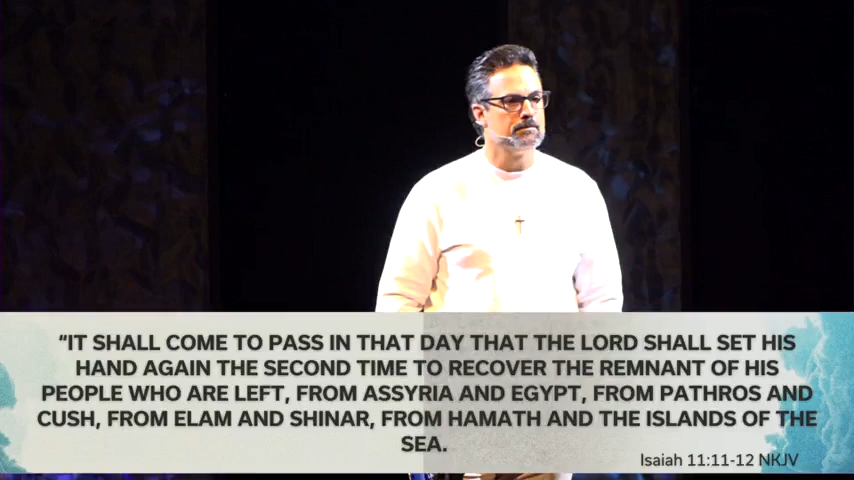 “IT SHALL COME TO PASS IN THAT DAY THAT THE LORD SHALL SET HIS
HAND AGAIN THE SECOND TIME TO RECOVER THE REMNANT OF HIS
PEOPLE WHO ARE LEFT, FROM ASSYRIA AND EGYPT, FROM PATHROS AND
CUSH, FROM ELAM AND SHINAR, FROM HAMATH AND THE ISLANDS OF THE
SEA.
Isaiah 11:11-12 NKJV